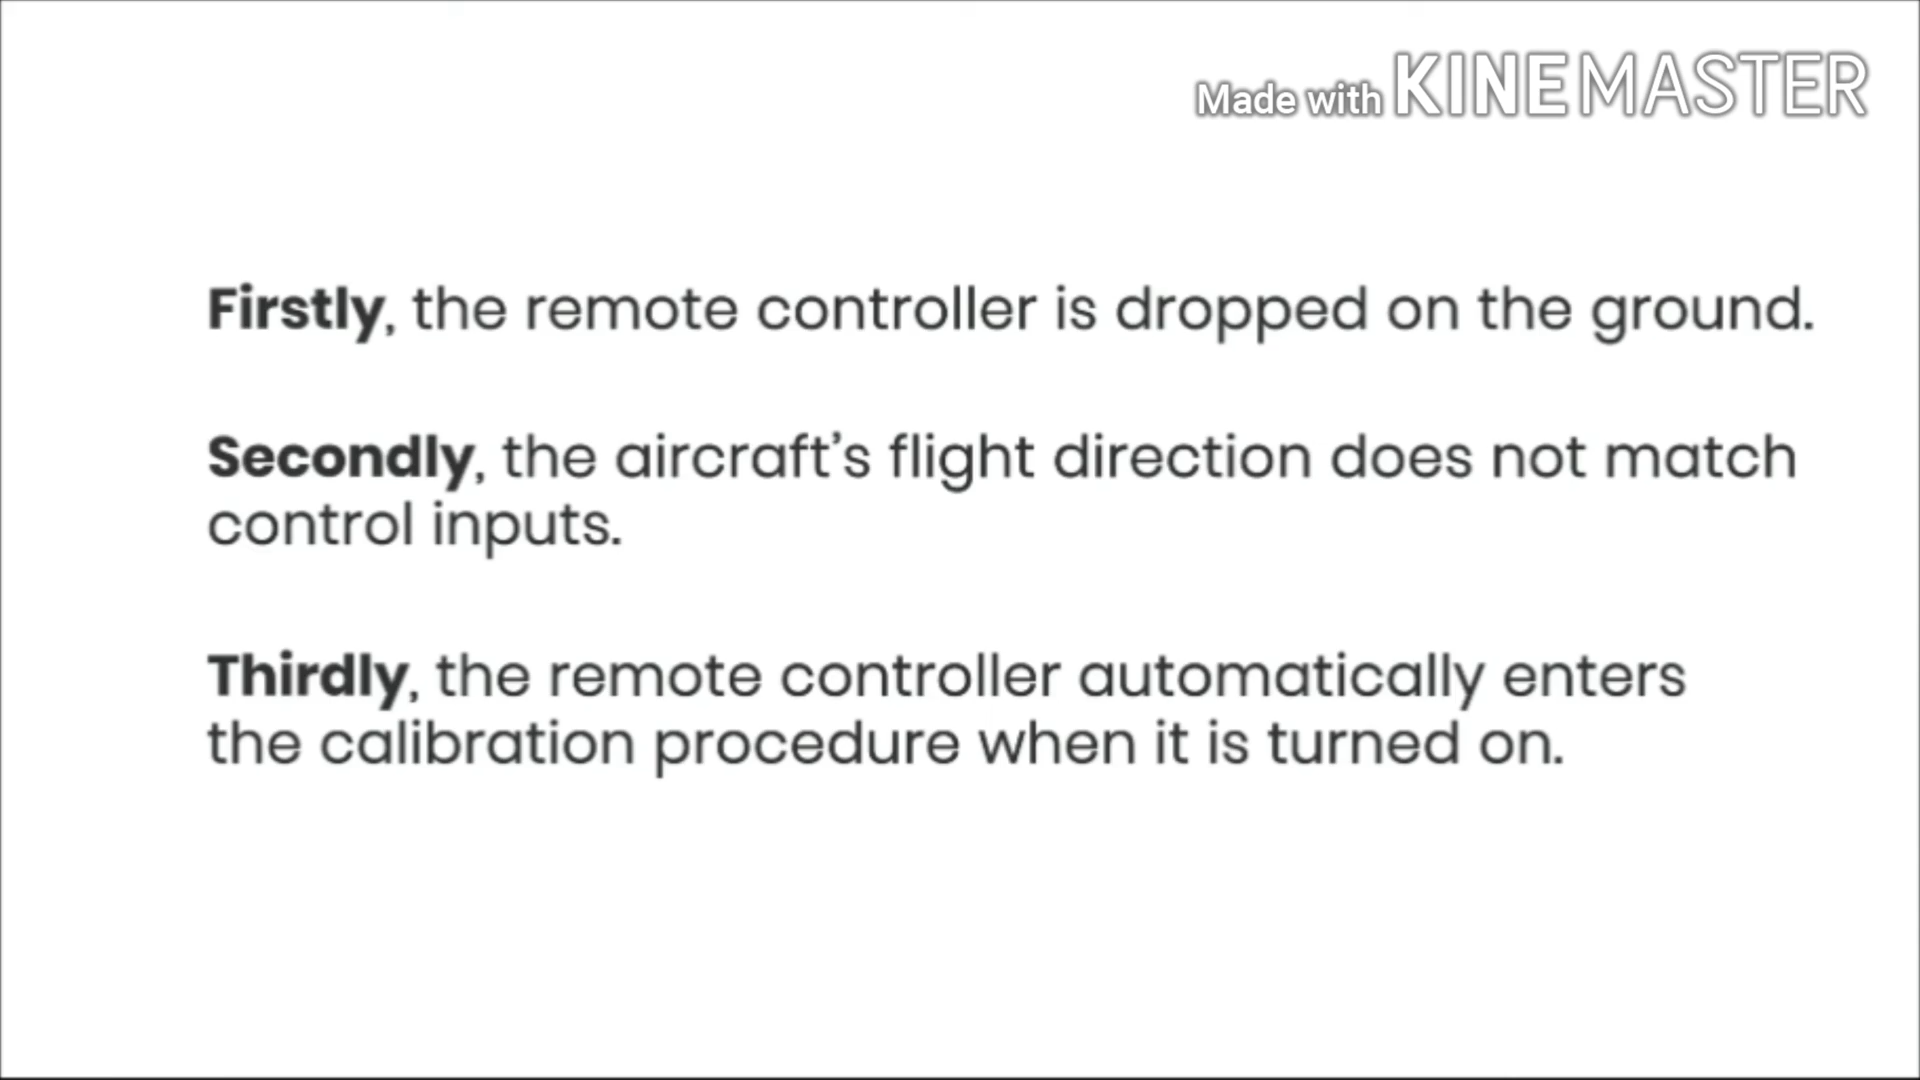 Made with KINEMASTER
Firstly, the remote controller is dropped on the ground.
Secondly, the aircraft’s flight direction does not match
control inputs.
Thirdly, the remote controller automatically enters
the calibration procedure when it is turned on.